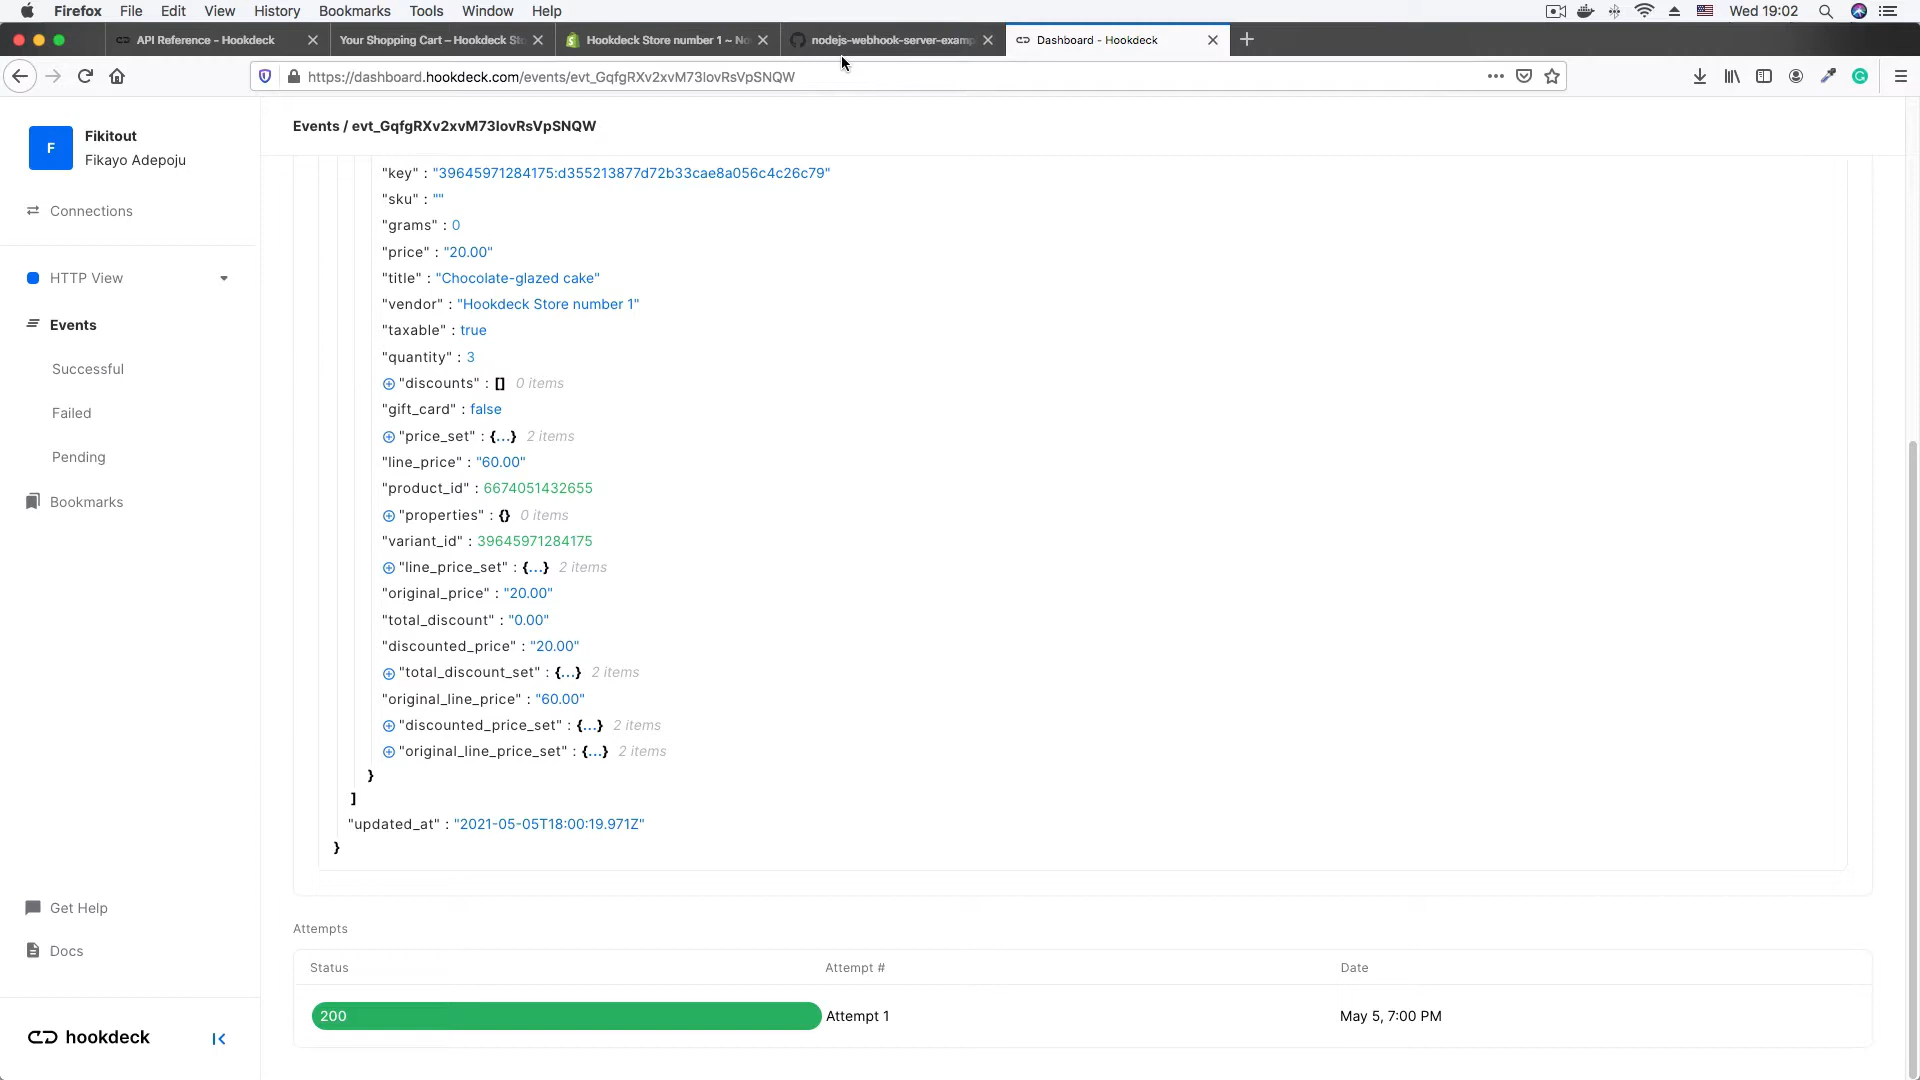 Firefox File Edit View History Bookmarks Tools Window Help Wed 19:02
API Reference – Hookdeck Your Shopping Cart – Hookdeck St Hookdeck Store number 1 ~ No nodejs-webhook-server-examp Dashboard - Hookdeck
https://dashboard.hookdeck.com/events/evt_GqfgRXv2xvM73lovRsVpSNQW
F
Fikitout
Fikayo Adepoju
Connections
HTTP View
Events
Successful
Failed
Pending
Bookmarks
Get Help
Docs
hookdeck
Events / evt_GqfgRXv2xvM73lovRsVpSNQW
"key" : "39645971284175:d355213877d72b33cae8a056c4c26c79"
"sku" : ""
"grams" : 0
"price" : "20.00"
"title" : "Chocolate-glazed cake"
"vendor" : "Hookdeck Store number 1"
"taxable" : true
"quantity" : 3
"discounts" : [] 0 items
"gift_card" : false
"price_set" : {...} 2 items
"line_price" : "60.00"
"product_id" : 6674051432655
"properties" : {} 0 items
"variant_id" : 39645971284175
"line_price_set" : {...} 2 items
"original_price" : "20.00"
"total_discount" : "0.00"
"discounted_price" : "20.00"
"total_discount_set" : {...} 2 items
"original_line_price" : "60.00"
"discounted_price_set" : {...} 2 items
"original_line_price_set" : {...} 2 items
}
]
"updated_at" : "2021-05-05T18:00:19.971Z"
}
Attempts
Status Attempt # Date
200 Attempt 1 May 5, 7:00 PM